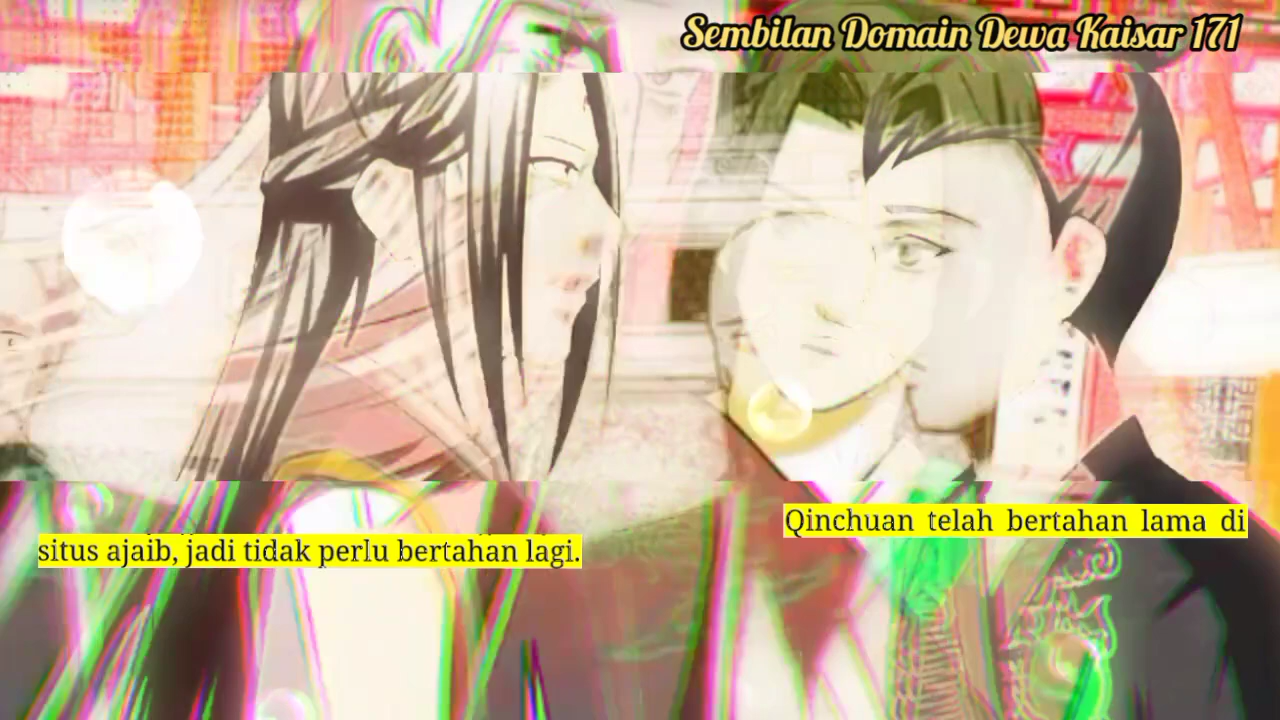 Sembilan Domain Dewa Kaisar 171
Qinchuan telah bertahan lama di
situs ajaib, jadi tidak perlu bertahan lagi.